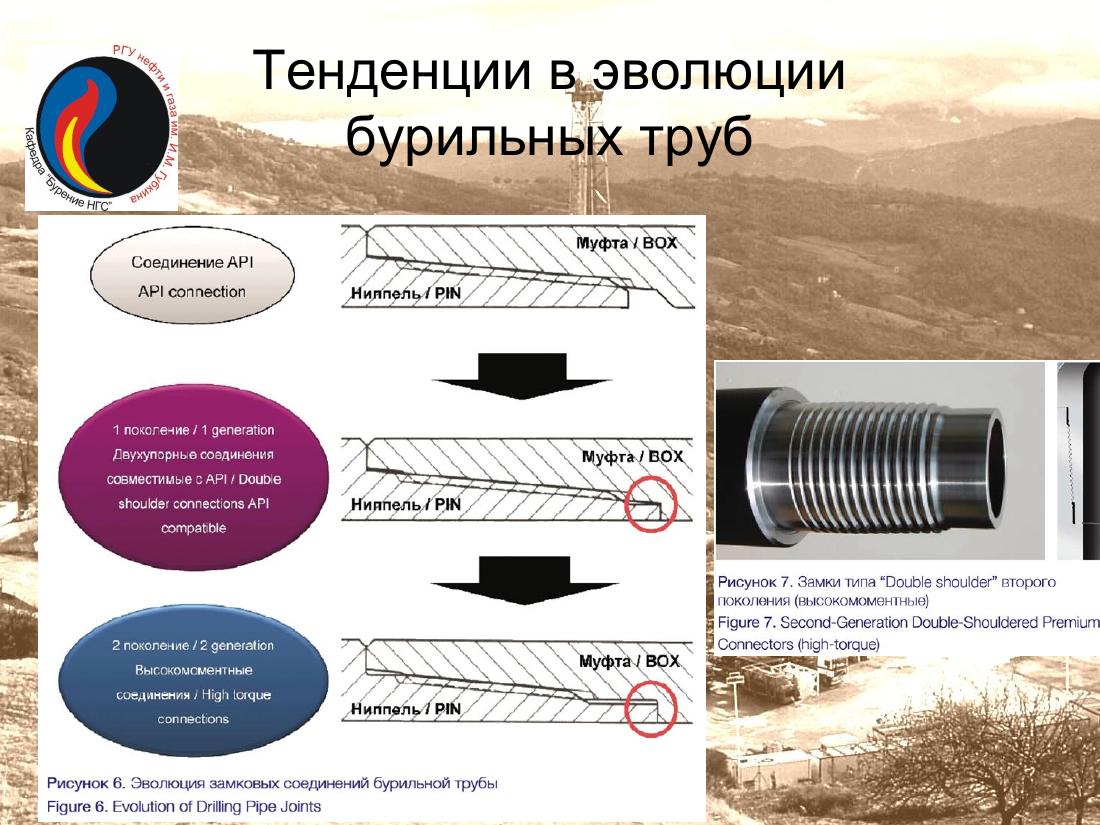 РГУ нефти и газа им. И.М. Губкина
Кафедра "Бурение НГС"
Тенденции в эволюции
бурильных труб
Соединение API
API connection
Муфта / BOX
Ниппель / PIN
1 поколение / 1 generation
Двухупорные соединения
совместимые с API / Double
shoulder connections API
compatible
Муфта / BOX
Ниппель / PIN
2 поколение / 2 generation
Высокомоментные
соединения / High torque
connections
Муфта / BOX
Ниппель / PIN
Рисунок 6. Эволюция замковых соединений бурильной трубы
Figure 6. Evolution of Drilling Pipe Joints
Рисунок 7. Замки типа “Double shoulder” второго
поколения (высокомоментные)
Figure 7. Second-Generation Double-Shouldered Premium
Connectors (high-torque)